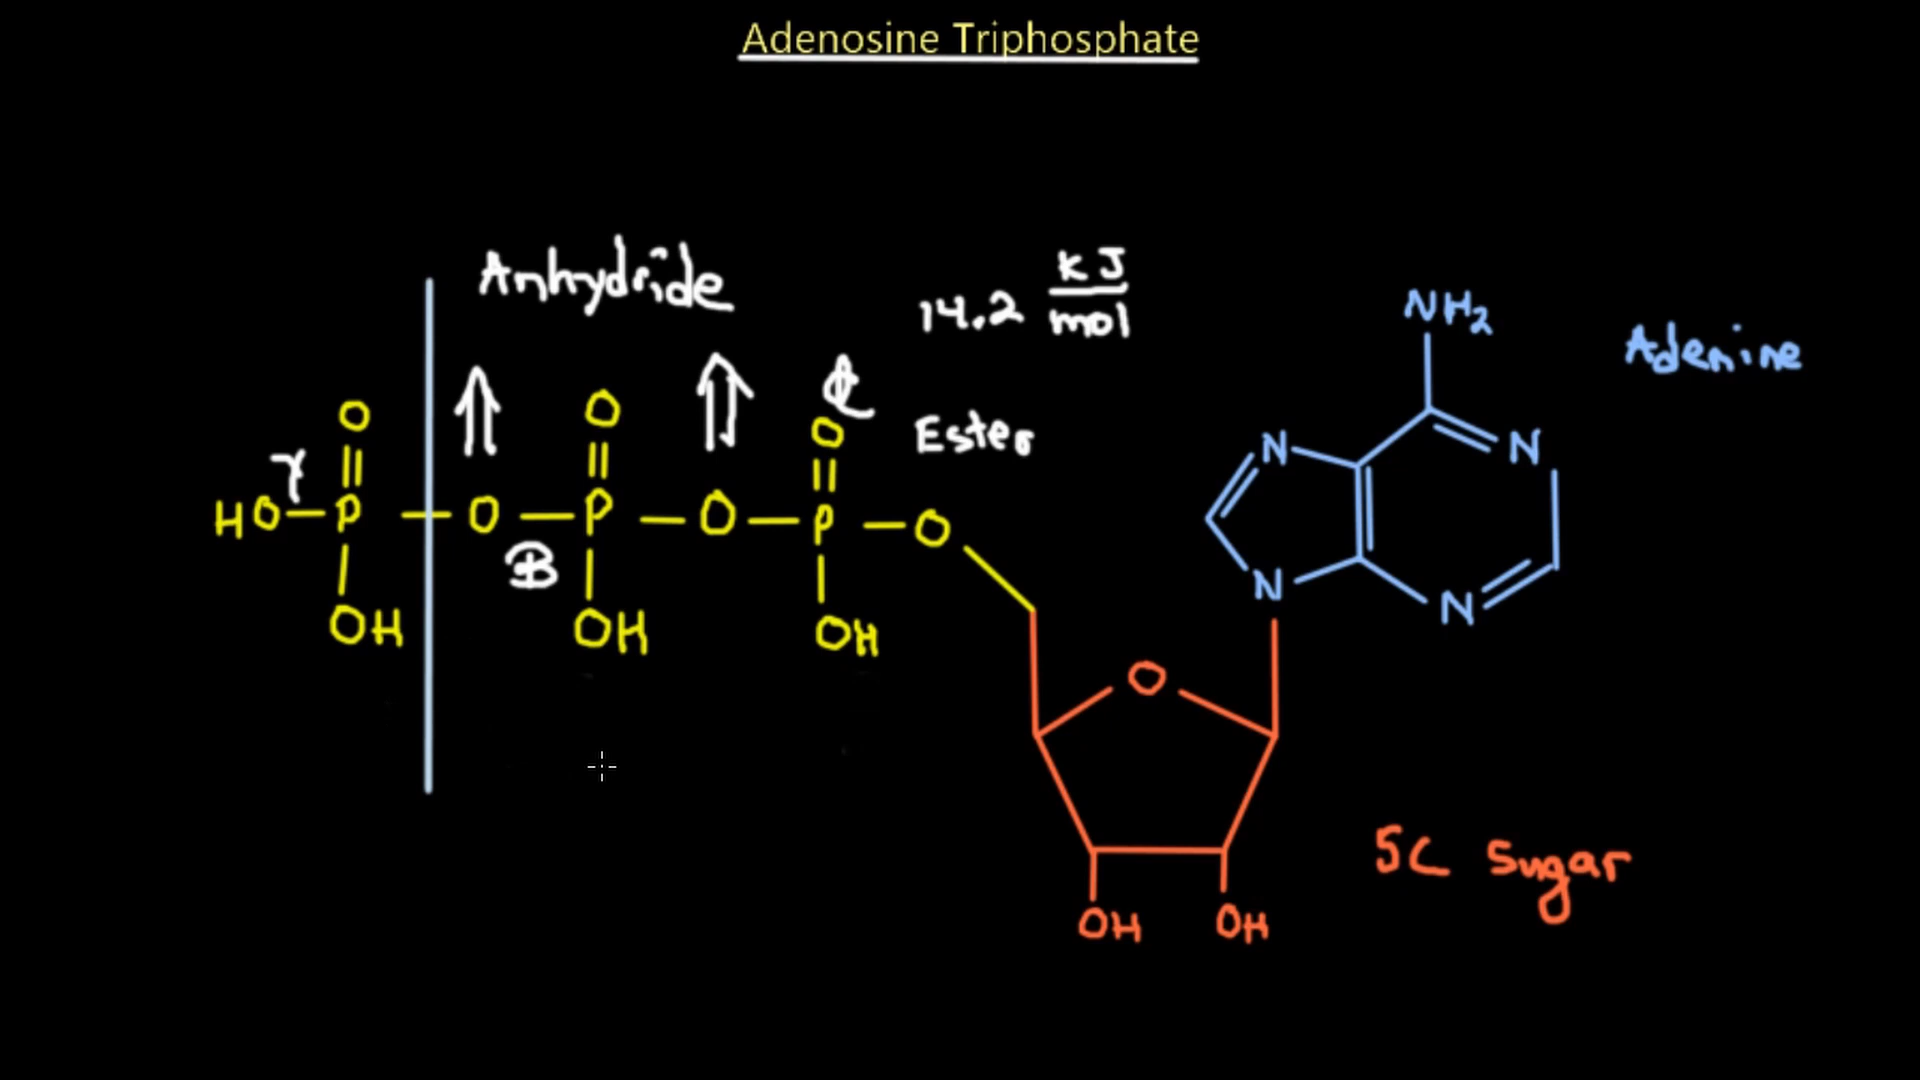 Adenosine Triphosphate
Anhydride
14.2 kJ
mol
NH2
Adenine
O
O
O
Ester
γ
N
N
HO P O P O P O
B
N
N
OH
OH
OH
O
5C Sugar
OH
OH